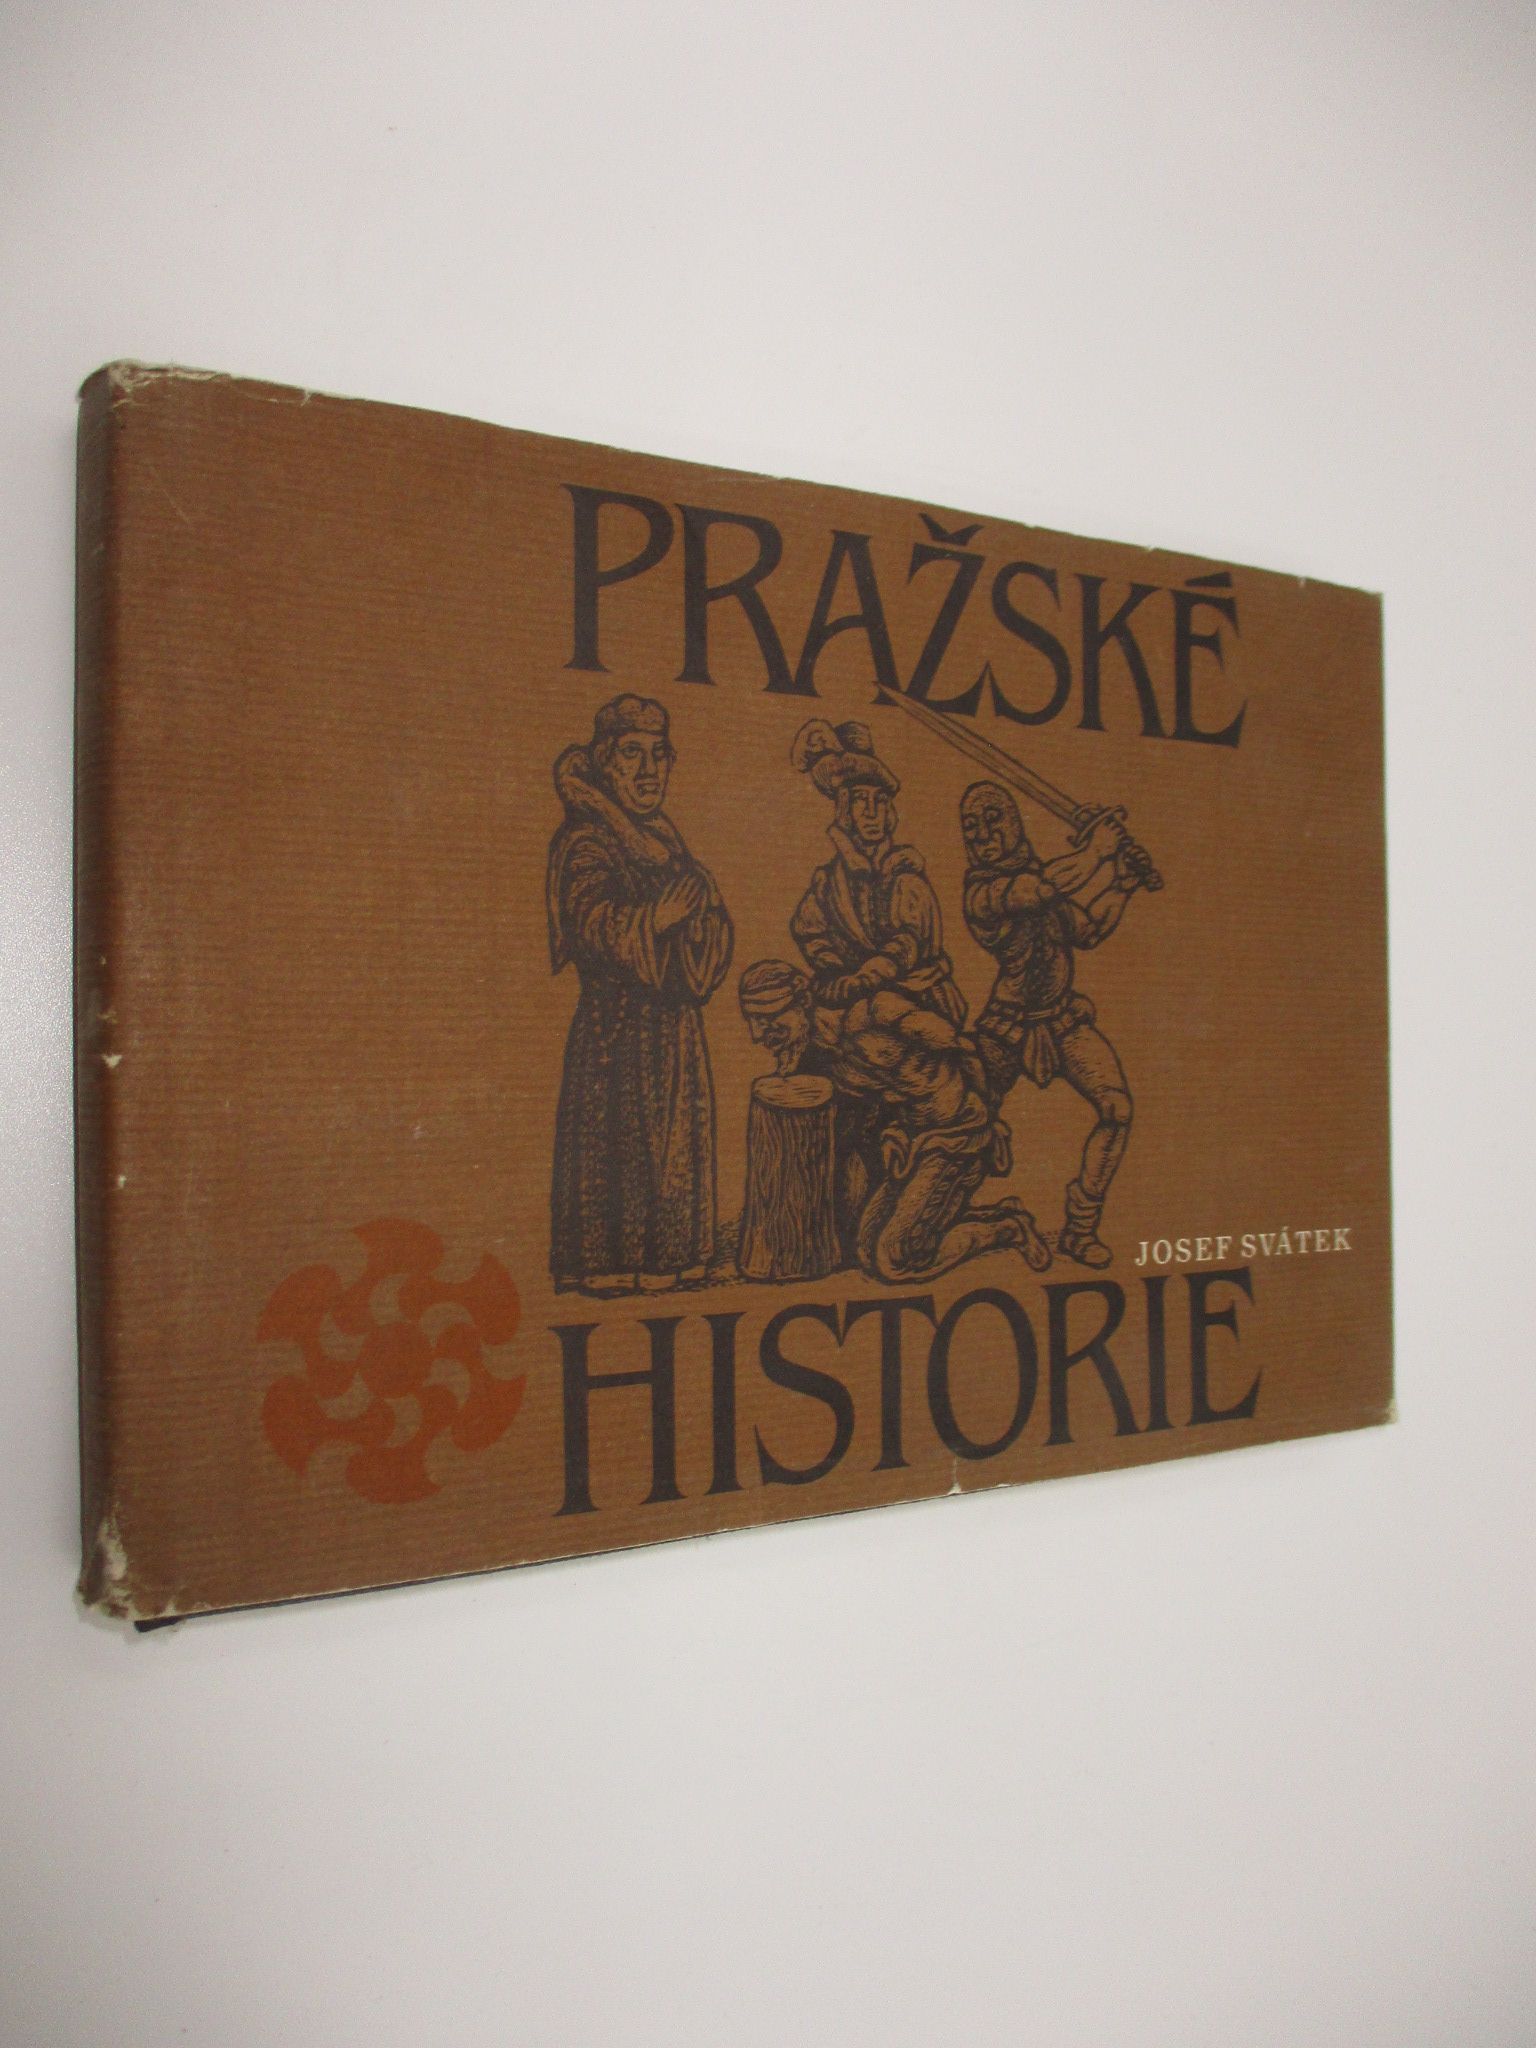 PRAŽSKÉ
JOSEF SVÁTEK
HISTORIE